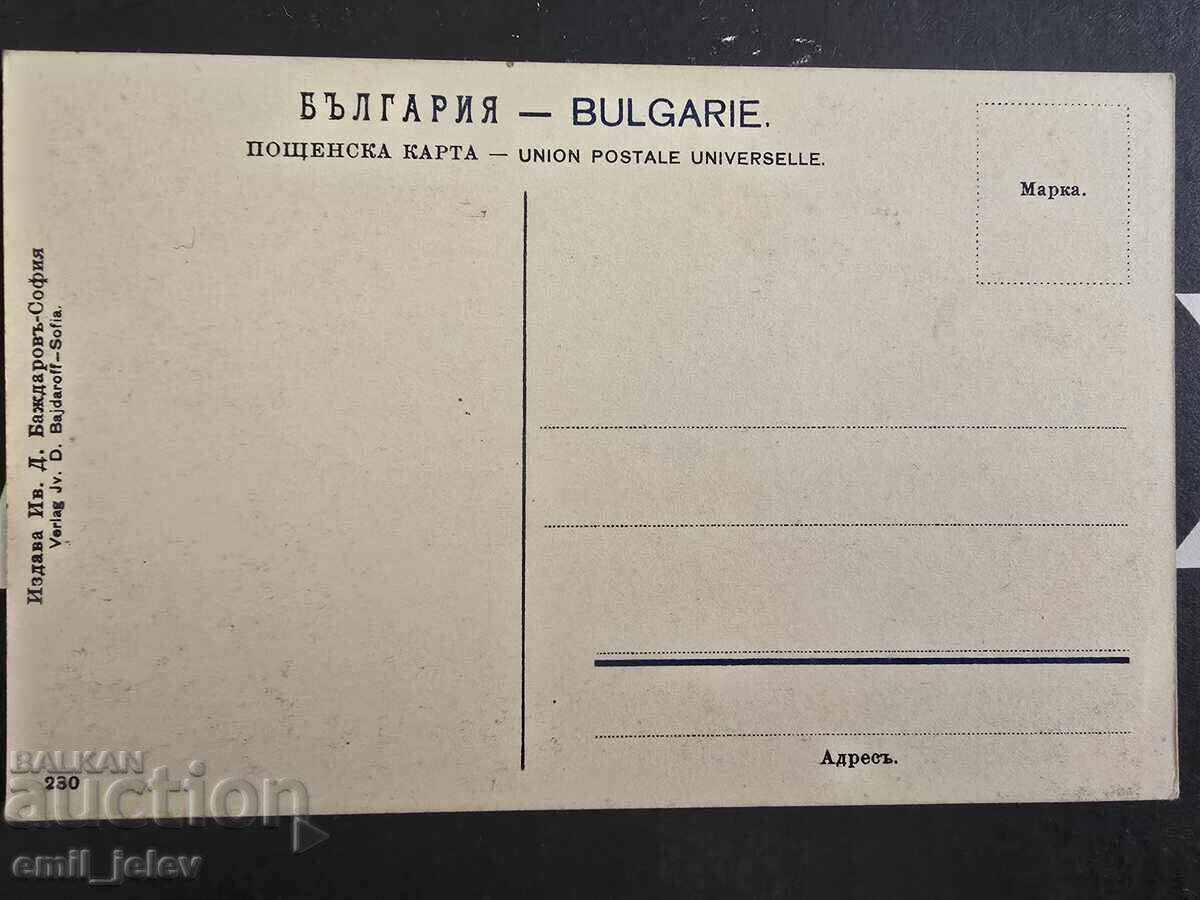 БЪЛГАРИЯ — BULGARIE.
ПОЩЕНСКА КАРТА — UNION POSTALE UNIVERSELLE.
Марка.
Издава Ив. Д. Баждаровъ-София
Verlag Jv. D. Bajdaroff-Sofia.
Адресъ.
230
BALKAN
auction
emil_jelev